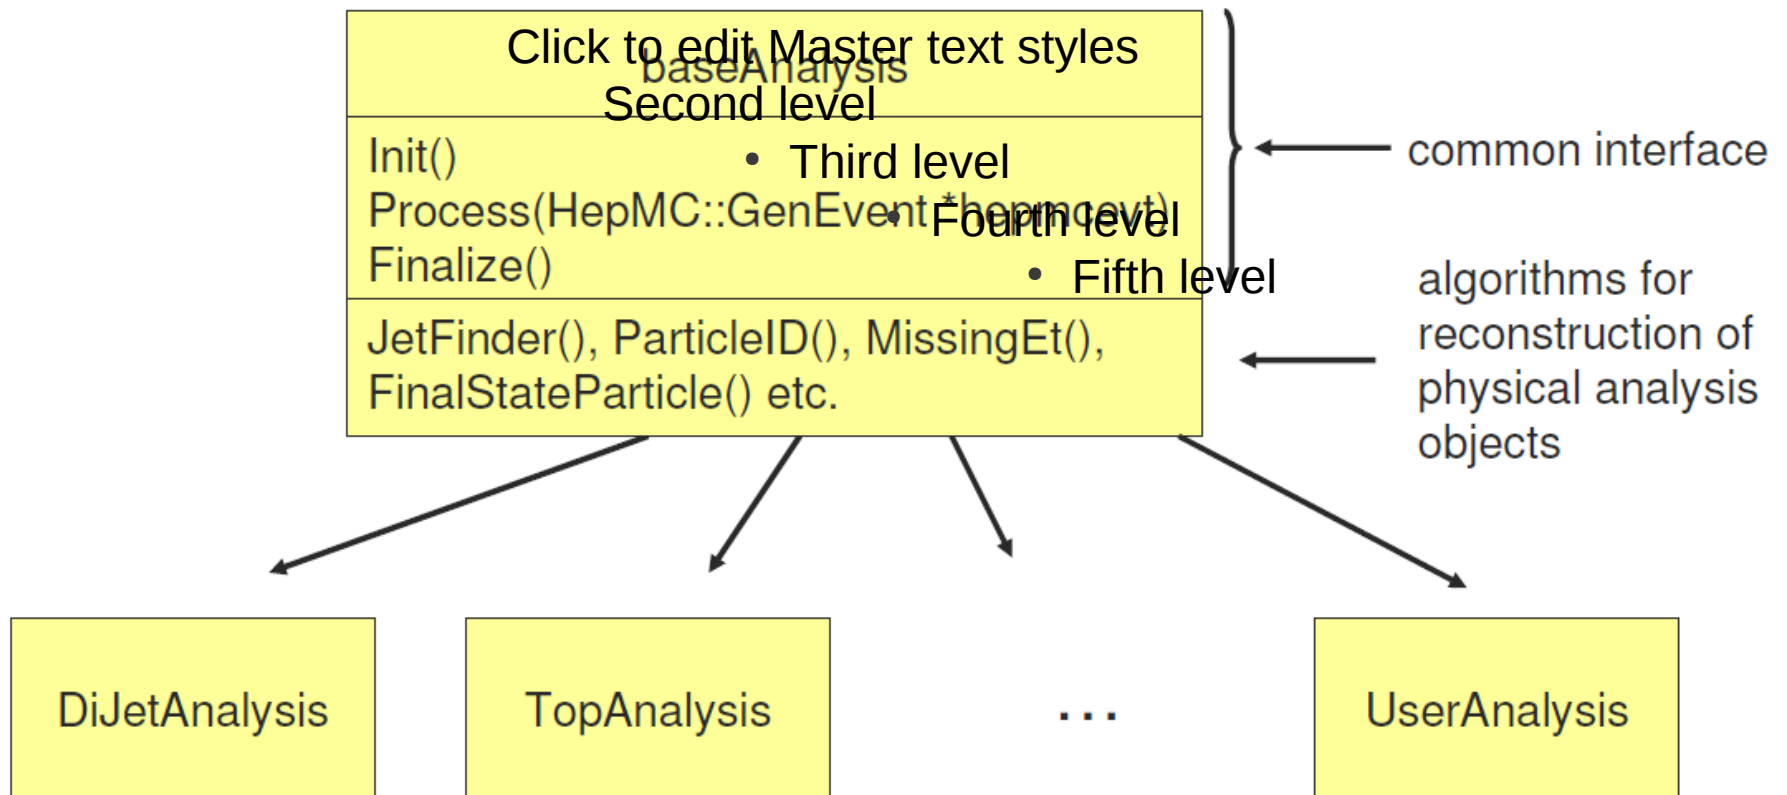 Click to edit Master text styles
baseAnalysis
Second level
Init()
• Third level
Process(HepMC::GenEvent *hepmcevt)
• Fourth level
Finalize()
• Fifth level
common interface
JetFinder(), ParticleID(), MissingEt(),
FinalStateParticle() etc.
algorithms for
reconstruction of
physical analysis
objects
DiJetAnalysis
TopAnalysis
...
UserAnalysis